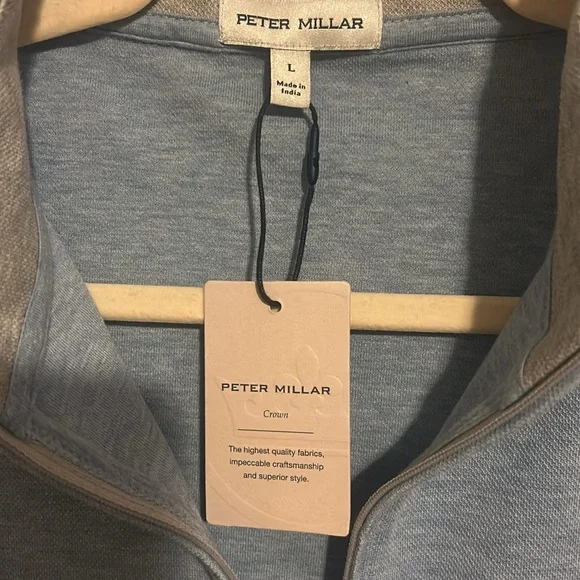 PETER MILLAR
L
Made in
India
PETER MILLAR
Crown
The highest quality fabrics,
impeccable craftsmanship
and superior style.